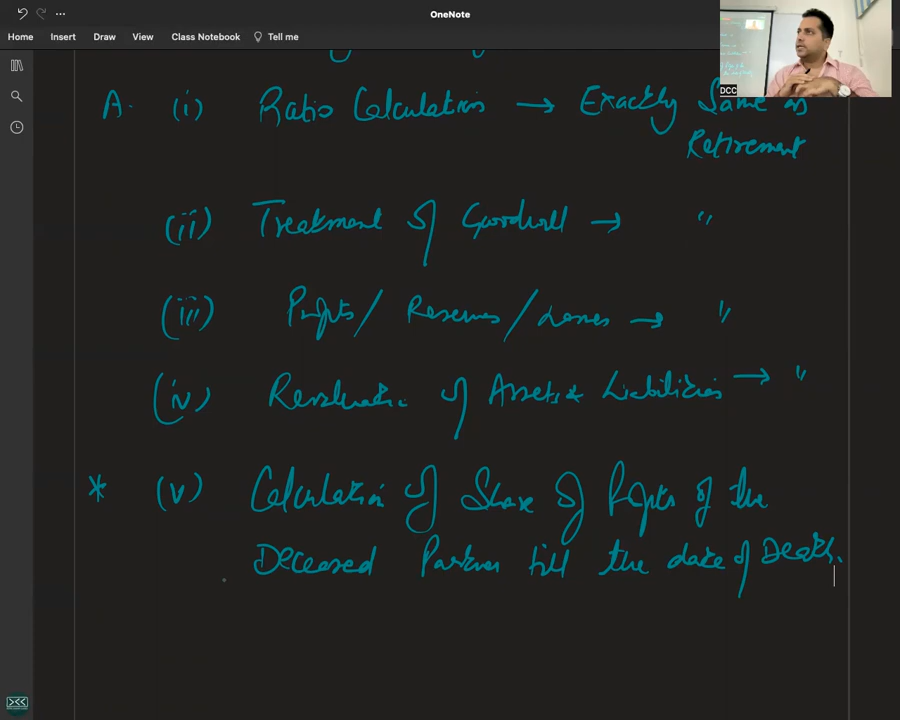 OneNote
Home Insert Draw View Class Notebook Tell me
DCC
A. (i) Ratio Calculation → Exactly Same as
Retirement
(ii) Treatment of Goodwill → "
(iii) Profits/ Reserves/Losses → "
(iv) Revaluation of Assets & Liabilities → "
* (v) Calculation of Share of Profits of the
Deceased Partner till the date of Death.